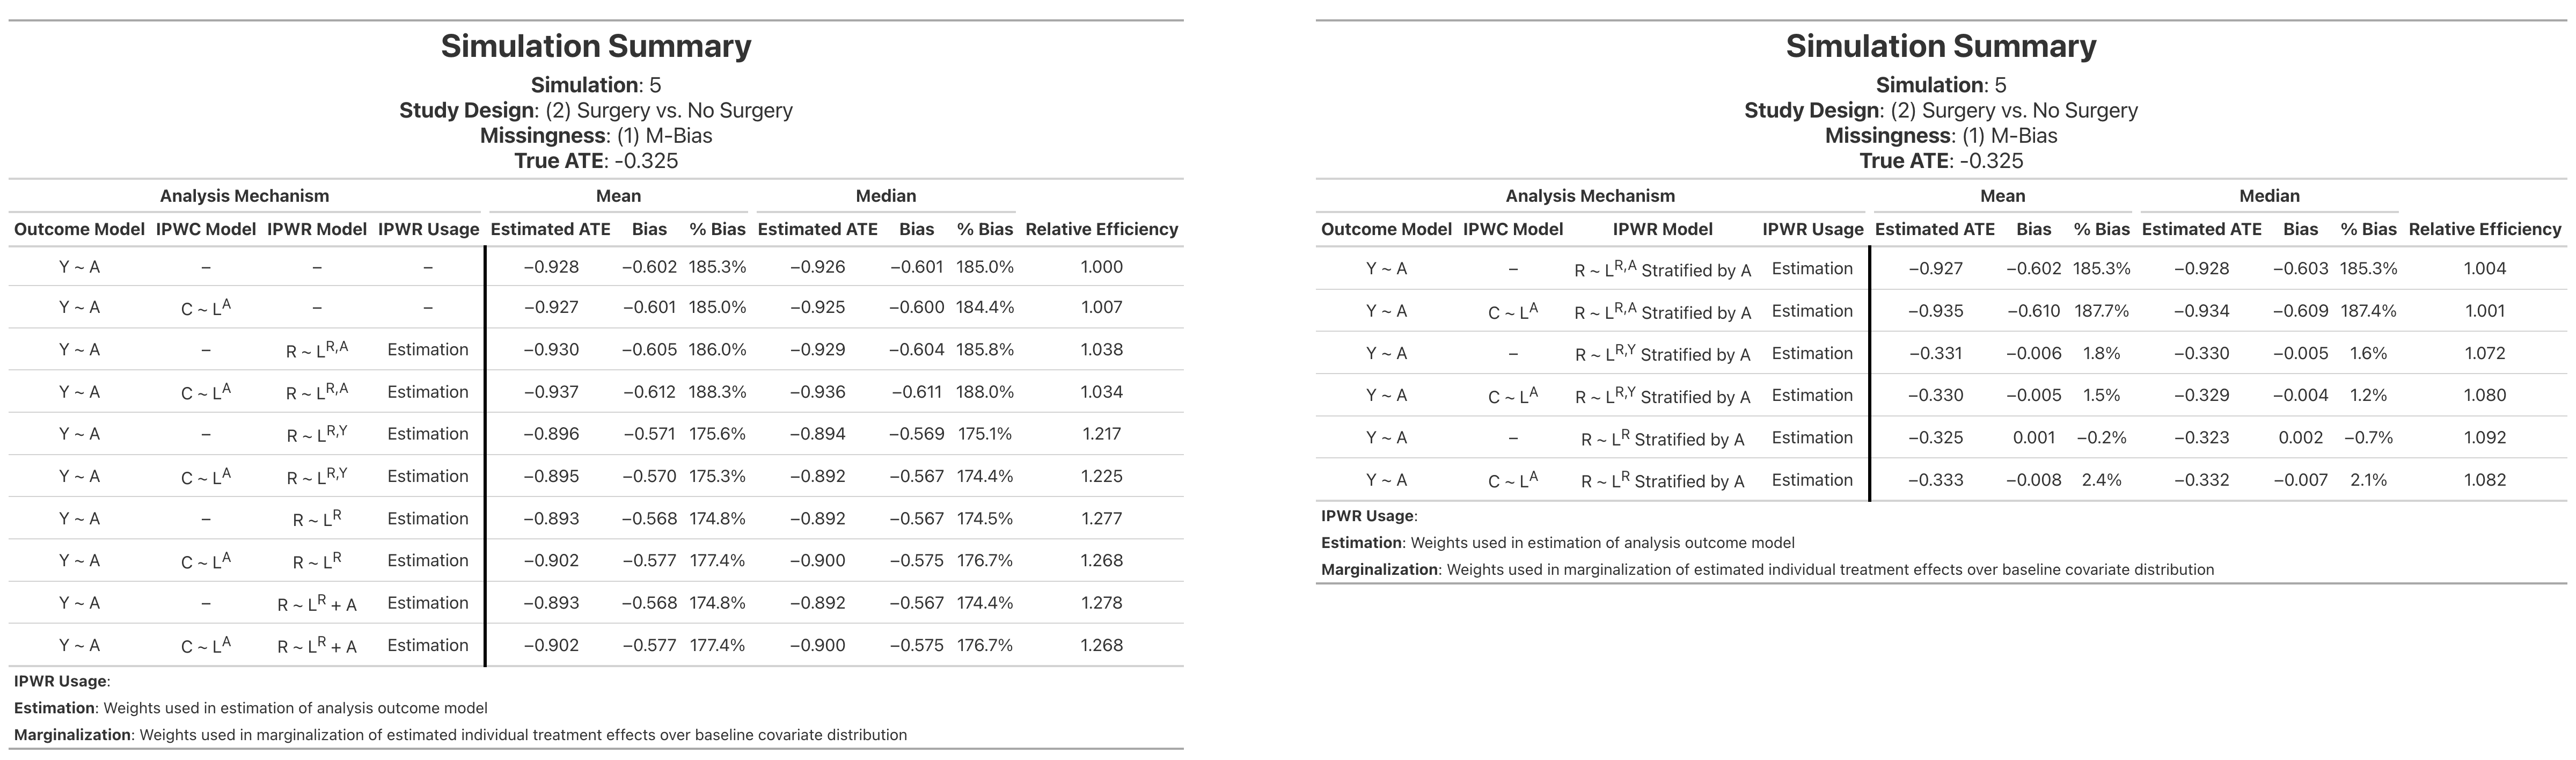 Simulation Summary
Simulation: 5
Study Design: (2) Surgery vs. No Surgery
Missingness: (1) M-Bias
True ATE: -0.325
Analysis Mechanism Mean Median
Outcome Model IPWC Model IPWR Model IPWR Usage Estimated ATE Bias % Bias Estimated ATE Bias % Bias Relative Efficiency
Y ~ A – – – −0.928 −0.602 185.3% −0.926 −0.601 185.0% 1.000
Y ~ A C ~ L^A – – −0.927 −0.601 185.0% −0.925 −0.600 184.4% 1.007
Y ~ A – R ~ L^R,A Estimation −0.930 −0.605 186.0% −0.929 −0.604 185.8% 1.038
Y ~ A C ~ L^A R ~ L^R,A Estimation −0.937 −0.612 188.3% −0.936 −0.611 188.0% 1.034
Y ~ A – R ~ L^R,Y Estimation −0.896 −0.571 175.6% −0.894 −0.569 175.1% 1.217
Y ~ A C ~ L^A R ~ L^R,Y Estimation −0.895 −0.570 175.3% −0.892 −0.567 174.4% 1.225
Y ~ A – R ~ L^R Estimation −0.893 −0.568 174.8% −0.892 −0.567 174.5% 1.277
Y ~ A C ~ L^A R ~ L^R Estimation −0.902 −0.577 177.4% −0.900 −0.575 176.7% 1.268
Y ~ A – R ~ L^R + A Estimation −0.893 −0.568 174.8% −0.892 −0.567 174.4% 1.278
Y ~ A C ~ L^A R ~ L^R + A Estimation −0.902 −0.577 177.4% −0.900 −0.575 176.7% 1.268
IPWR Usage:
Estimation: Weights used in estimation of analysis outcome model
Marginalization: Weights used in marginalization of estimated individual treatment effects over baseline covariate distribution
Simulation Summary
Simulation: 5
Study Design: (2) Surgery vs. No Surgery
Missingness: (1) M-Bias
True ATE: -0.325
Analysis Mechanism Mean Median
Outcome Model IPWC Model IPWR Model IPWR Usage Estimated ATE Bias % Bias Estimated ATE Bias % Bias Relative Efficiency
Y ~ A – R ~ L^R,A Stratified by A Estimation −0.927 −0.602 185.3% −0.928 −0.603 185.3% 1.004
Y ~ A C ~ L^A R ~ L^R,A Stratified by A Estimation −0.935 −0.610 187.7% −0.934 −0.609 187.4% 1.001
Y ~ A – R ~ L^R,Y Stratified by A Estimation −0.331 −0.006 1.8% −0.330 −0.005 1.6% 1.072
Y ~ A C ~ L^A R ~ L^R,Y Stratified by A Estimation −0.330 −0.005 1.5% −0.329 −0.004 1.2% 1.080
Y ~ A – R ~ L^R Stratified by A Estimation −0.325 0.001 −0.2% −0.323 0.002 −0.7% 1.092
Y ~ A C ~ L^A R ~ L^R Stratified by A Estimation −0.333 −0.008 2.4% −0.332 −0.007 2.1% 1.082
IPWR Usage:
Estimation: Weights used in estimation of analysis outcome model
Marginalization: Weights used in marginalization of estimated individual treatment effects over baseline covariate distribution